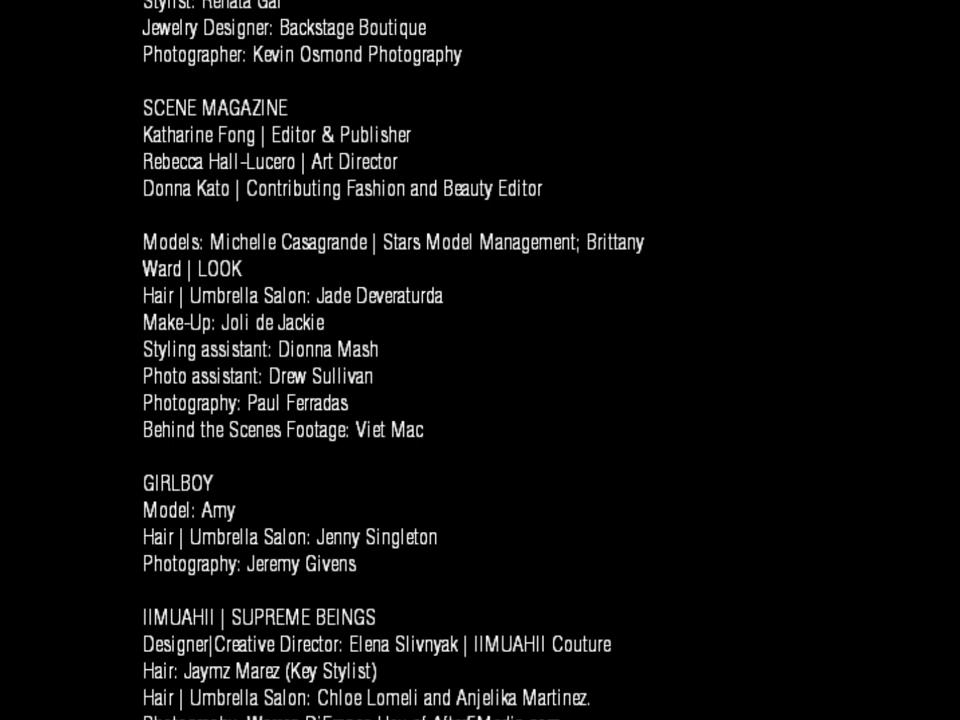 Stylist: Renata Gar
Jewelry Designer: Backstage Boutique
Photographer: Kevin Osmond Photography
SCENE MAGAZINE
Katharine Fong | Editor & Publisher
Rebecca Hall-Lucero | Art Director
Donna Kato | Contributing Fashion and Beauty Editor
Models: Michelle Casagrande | Stars Model Management; Brittany
Ward | LOOK
Hair | Umbrella Salon: Jade Deveraturda
Make-Up: Joli de Jackie
Styling assistant: Dionna Mash
Photo assistant: Drew Sullivan
Photography: Paul Ferradas
Behind the Scenes Footage: Viet Mac
GIRLBOY
Model: Amy
Hair | Umbrella Salon: Jenny Singleton
Photography: Jeremy Givens
IIMUAHII | SUPREME BEINGS
Designer|Creative Director: Elena Slivnyak | IIMUAHII Couture
Hair: Jaymz Marez (Key Stylist)
Hair | Umbrella Salon: Chloe Lomeli and Anjelika Martinez.